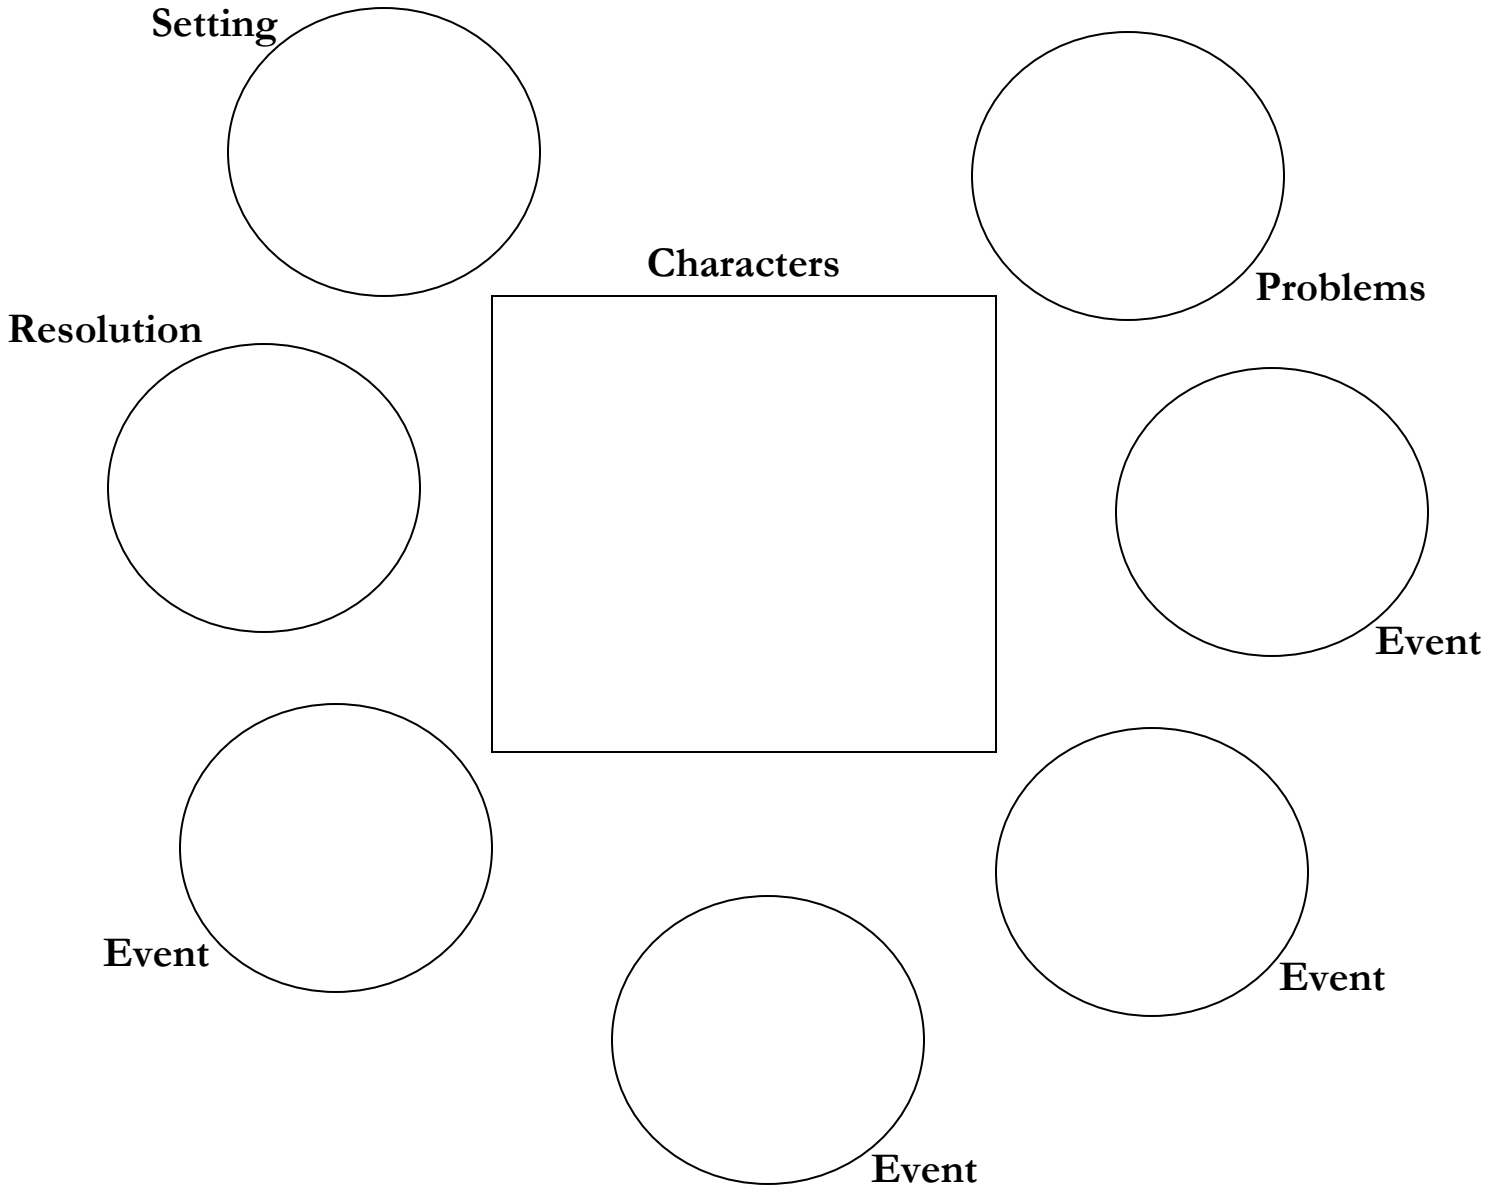 Setting
Characters
Problems
Resolution
Event
Event
Event
Event